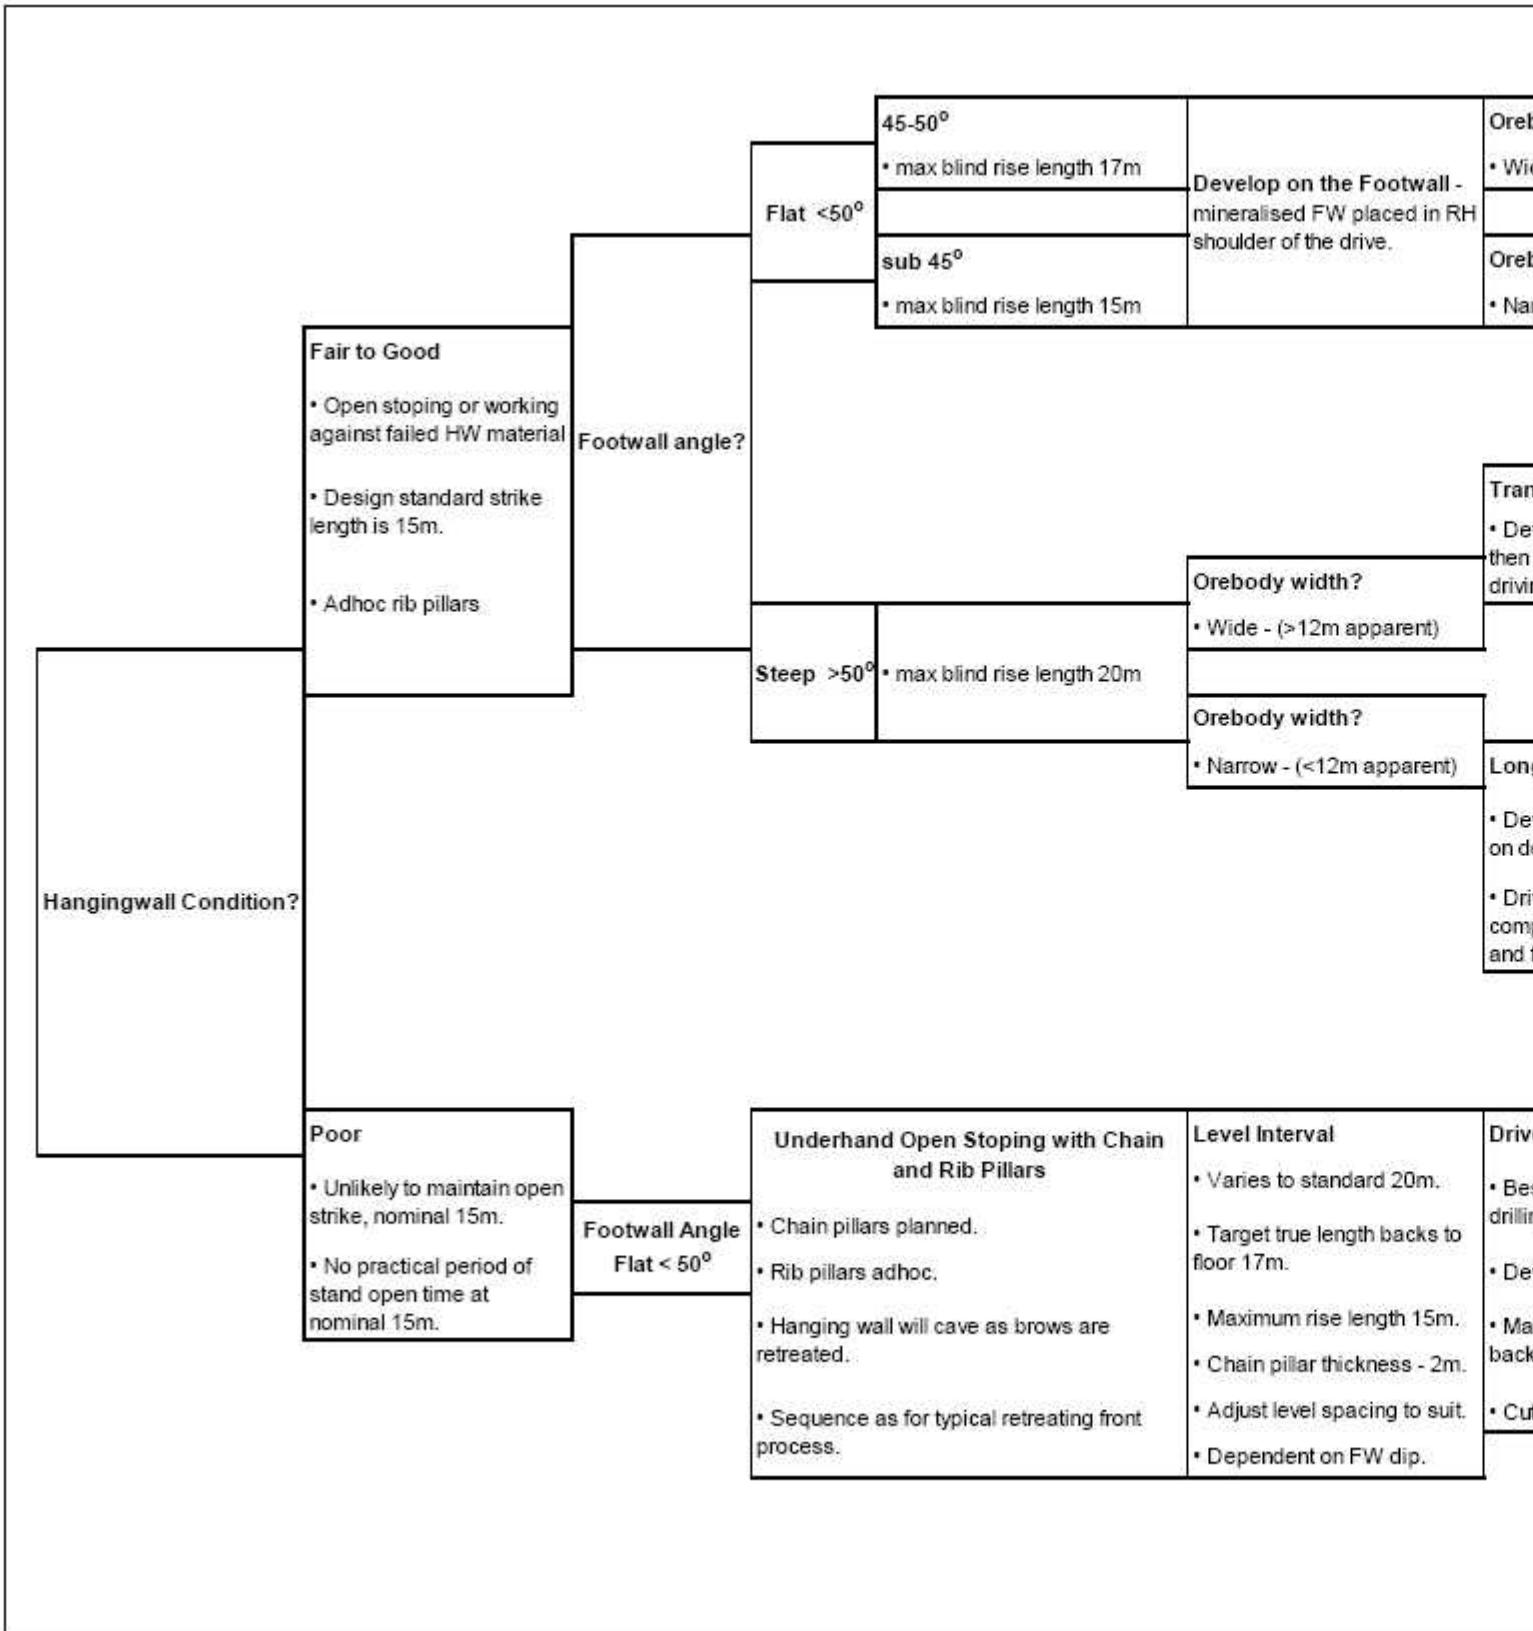 Hangingwall Condition?
Fair to Good
• Open stoping or working
against failed HW material
• Design standard strike
length is 15m.
• Adhoc rib pillars
Poor
• Unlikely to maintain open
strike, nominal 15m.
• No practical period of
stand open time at
nominal 15m.
Footwall angle?
Footwall Angle
Flat < 50⁰
Flat <50⁰
45-50⁰
• max blind rise length 17m
sub 45⁰
• max blind rise length 15m
Develop on the Footwall -
mineralised FW placed in RH
shoulder of the drive.
Steep >50⁰
• max blind rise length 20m
Orebody width?
• Wide - (>12m apparent)
Orebody width?
• Narrow - (<12m apparent)
then
and
Underhand Open Stoping with Chain
and Rib Pillars
• Chain pillars planned.
• Rib pillars adhoc.
• Hanging wall will cave as brows are
retreated.
• Sequence as for typical retreating front
process.
Level Interval
• Varies to standard 20m.
• Target true length backs to
floor 17m.
• Maximum rise length 15m.
• Chain pillar thickness - 2m.
• Adjust level spacing to suit.
• Dependent on FW dip.